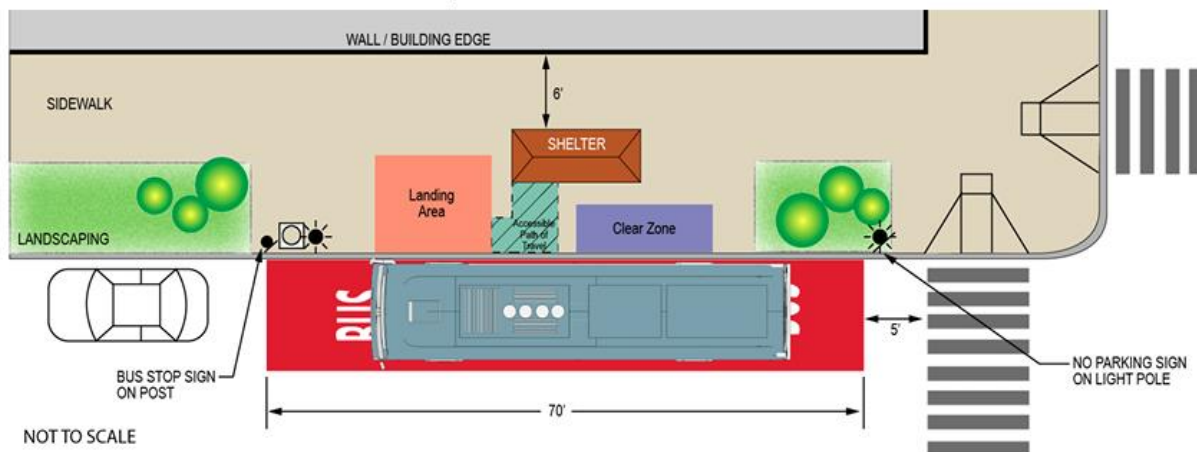 WALL / BUILDING EDGE
6'
SIDEWALK
SHELTER
Landing
Area
Accessible
Path of
Travel
Clear Zone
LANDSCAPING
BUS
5'
BUS STOP SIGN
ON POST
NO PARKING SIGN
ON LIGHT POLE
70'
NOT TO SCALE